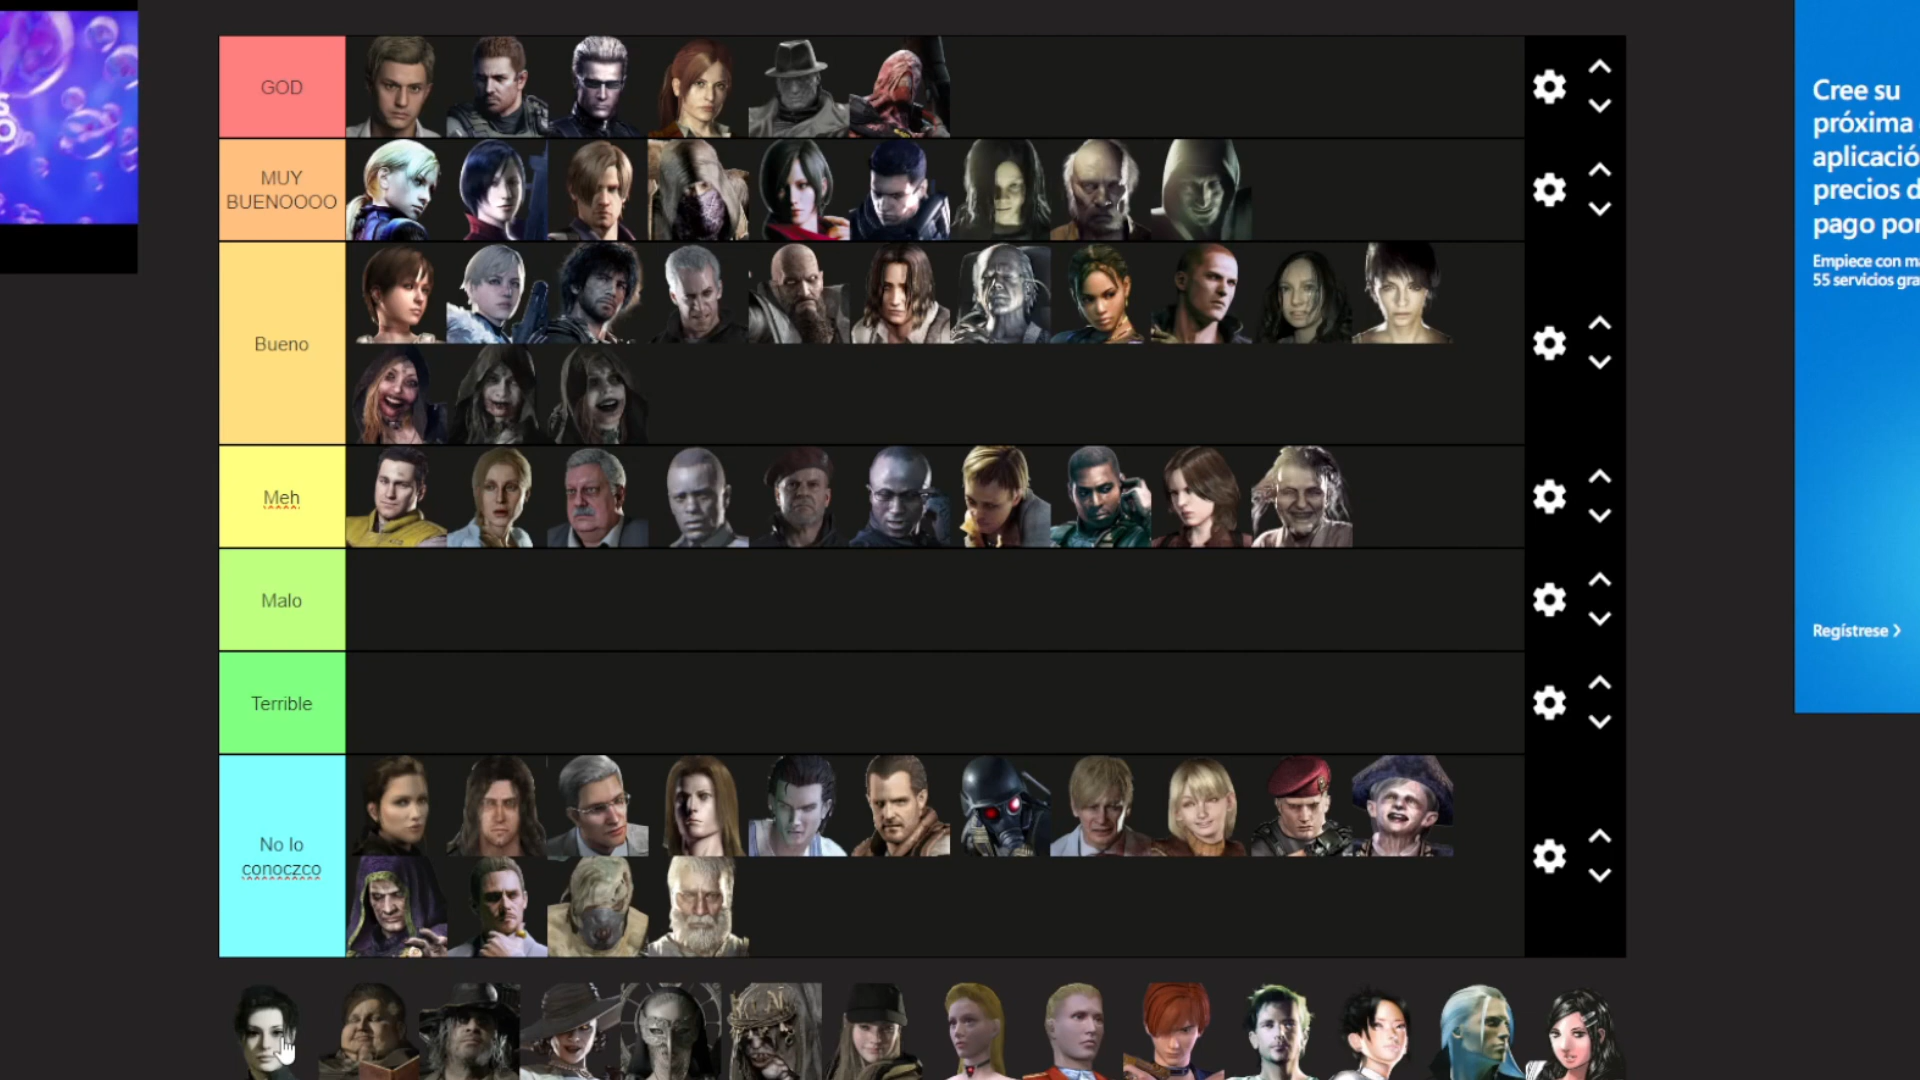 GOD
MUY
BUENOOOO
Bueno
Meh
Malo
Terrible
No lo
conoczco
Cree su
próxima
aplicació
precios d
pago por
Empiece con m
55 servicios gra
Regístrese